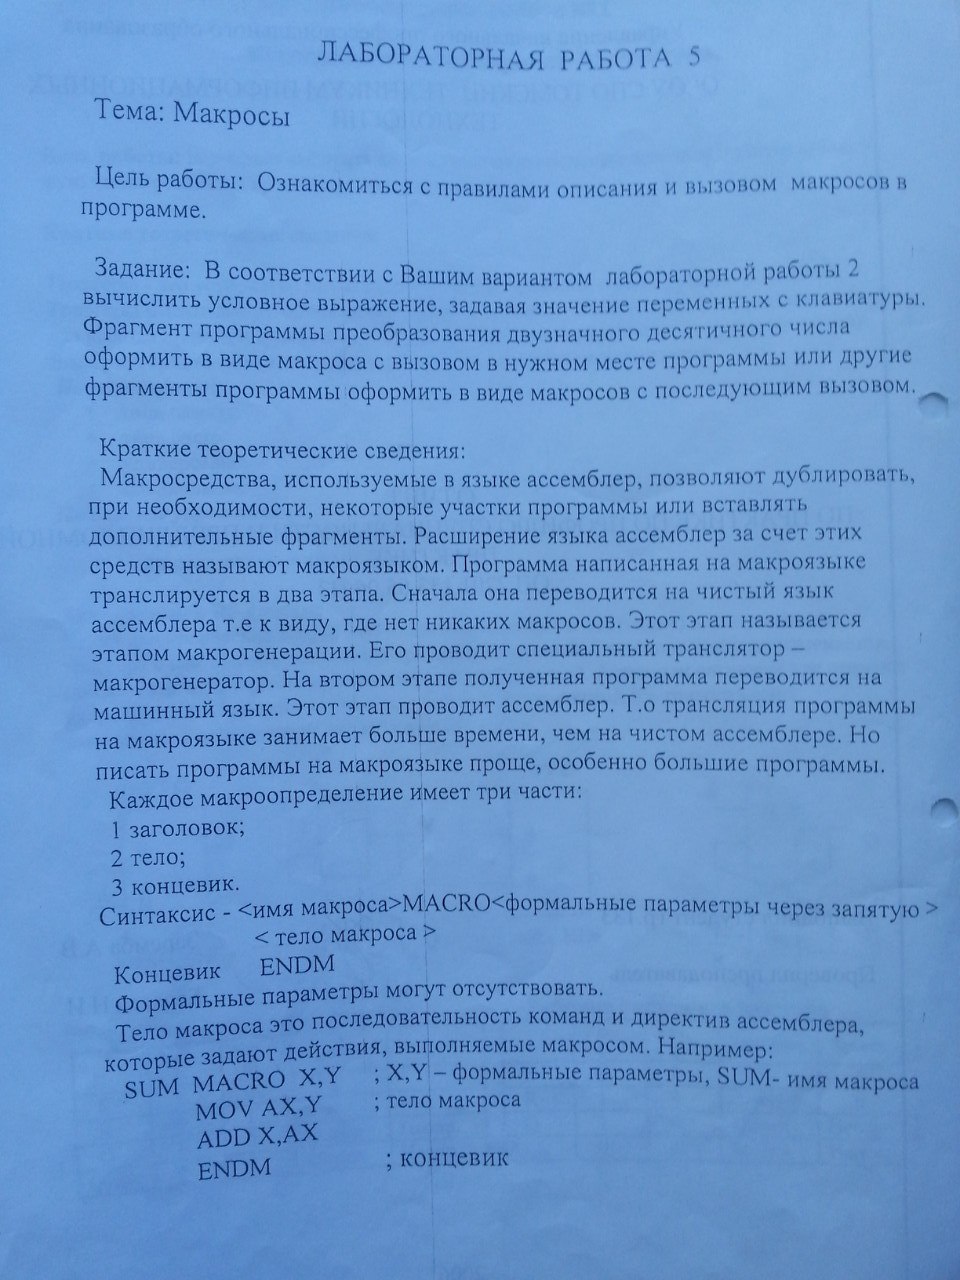 ЛАБОРАТОРНАЯ РАБОТА 5
Тема: Макросы
Цель работы: Ознакомиться с правилами описания и вызовом макросов в
программе.
Задание: В соответствии с Вашим вариантом лабораторной работы 2
вычислить условное выражение, задавая значение переменных с клавиатуры.
Фрагмент программы преобразования двузначного десятичного числа
оформить в виде макроса с вызовом в нужном месте программы или другие
фрагменты программы оформить в виде макросов с последующим вызовом.
Краткие теоретические сведения:
Макросредства, используемые в языке ассемблер, позволяют дублировать,
при необходимости, некоторые участки программы или вставлять
дополнительные фрагменты. Расширение языка ассемблер за счет этих
средств называют макроязыком. Программа написанная на макроязыке
транслируется в два этапа. Сначала она переводится на чистый язык
ассемблера т.е к виду, где нет никаких макросов. Этот этап называется
этапом макрогенерации. Его проводит специальный транслятор –
макрогенератор. На втором этапе полученная программа переводится на
машинный язык. Этот этап проводит ассемблер. Т.о трансляция программы
на макроязыке занимает больше времени, чем на чистом ассемблере. Но
писать программы на макроязыке проще, особенно большие программы.
Каждое макроопределение имеет три части:
1 заголовок;
2 тело;
3 концевик.
Синтаксис - <имя макроса>MACRO<формальные параметры через запятую >
< тело макроса >
Концевик ENDM
Формальные параметры могут отсутствовать.
Тело макроса это последовательность команд и директив ассемблера,
которые задают действия, выполняемые макросом. Например:
SUM MACRO X,Y ; X,Y – формальные параметры, SUM- имя макроса
MOV AX,Y ; тело макроса
ADD X,AX
ENDM ; концевик